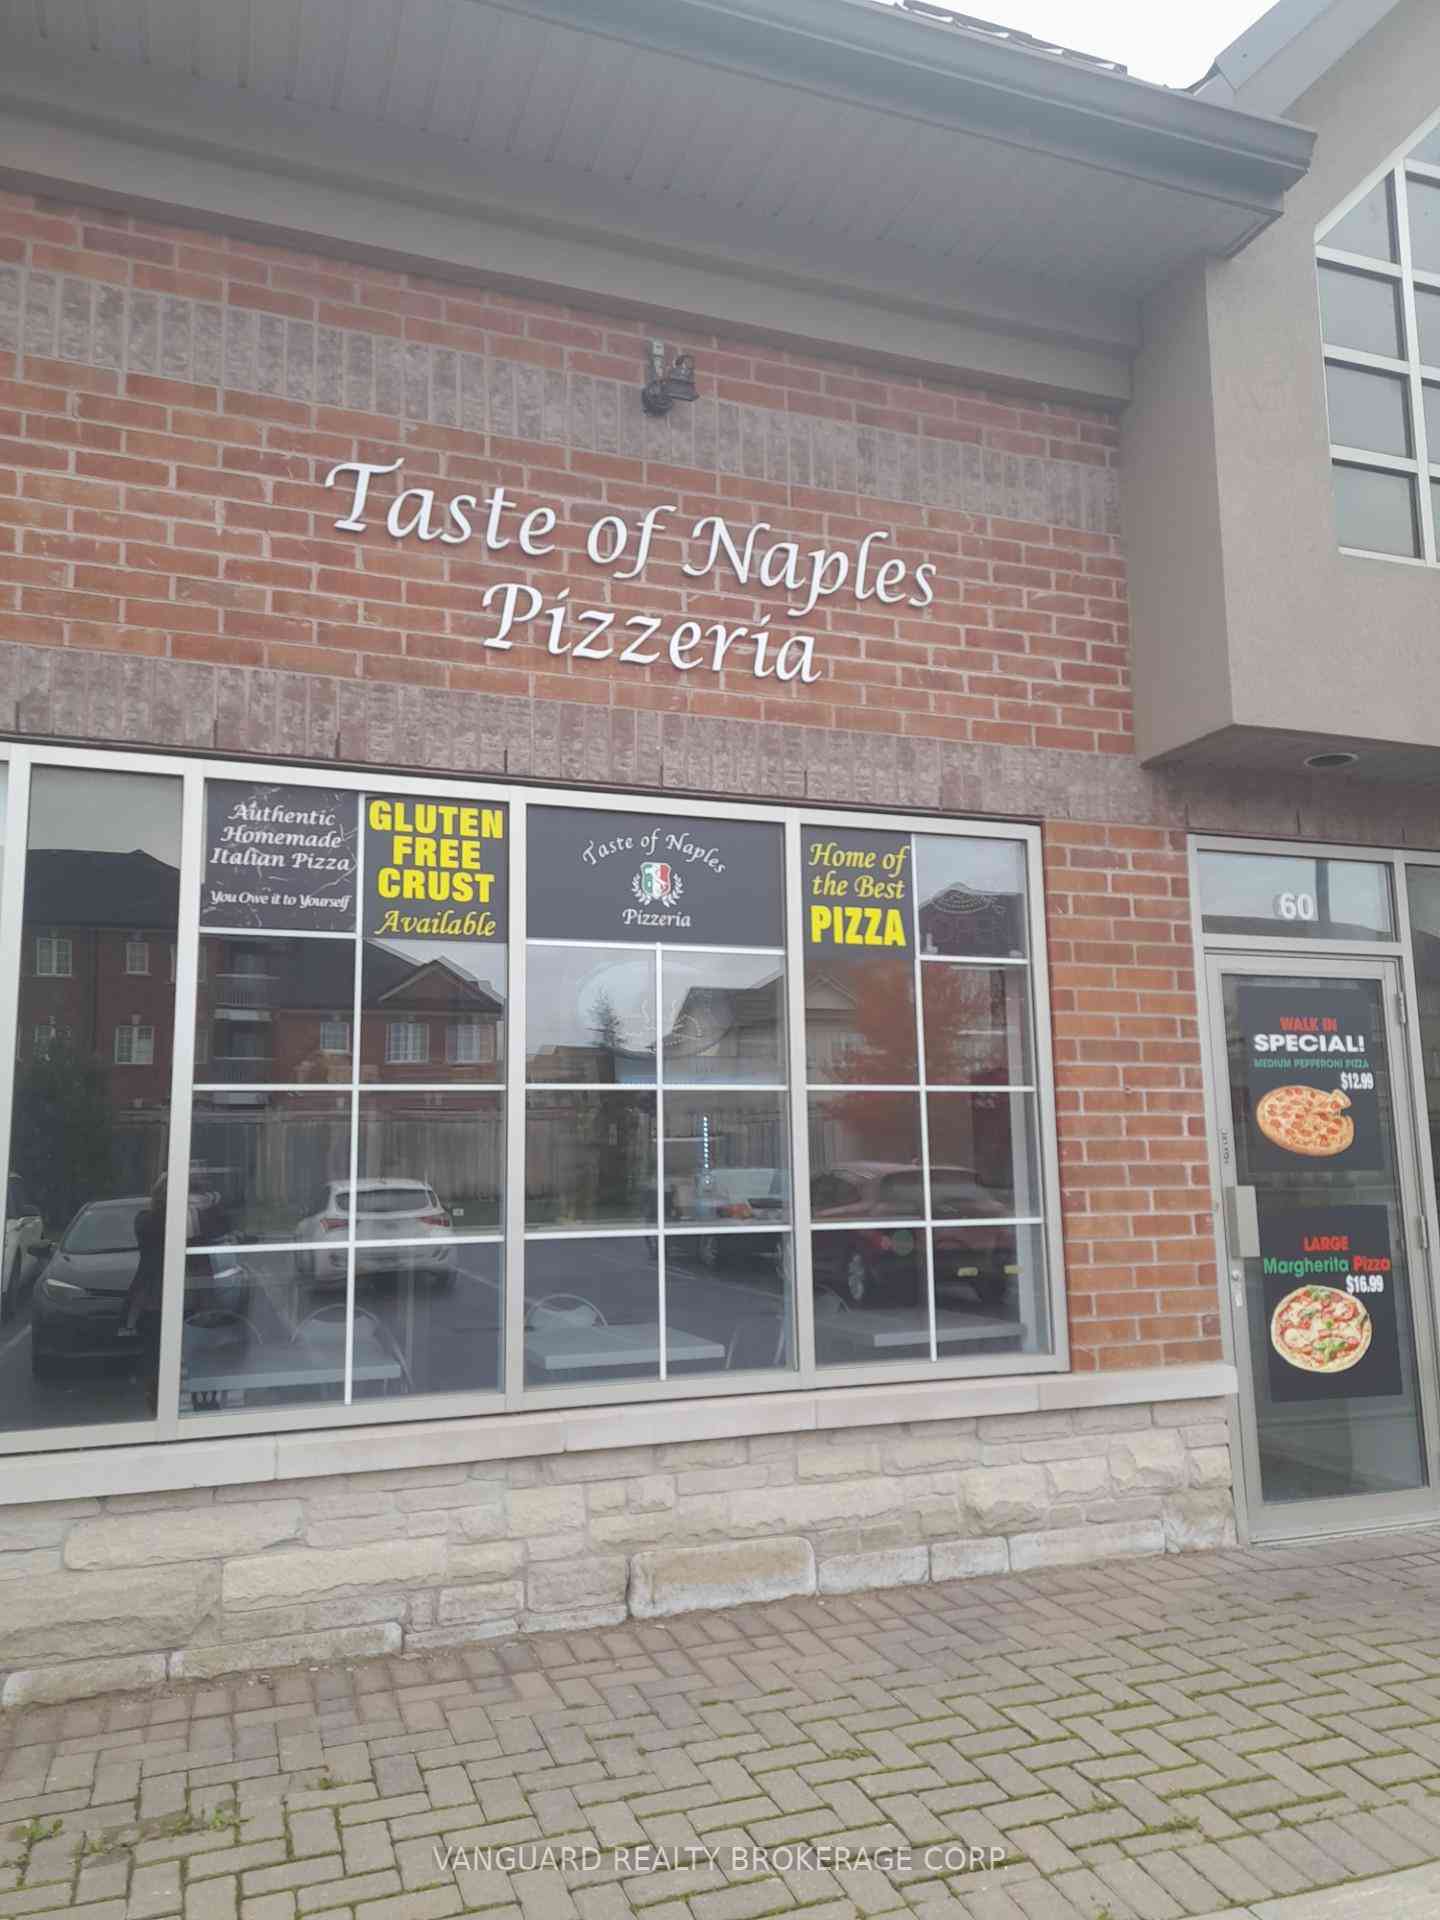 Taste of Naples
Pizzeria
Authentic
Homemade
Italian Pizza
You Owe it to Yourself
GLUTEN
FREE
CRUST
Available
Taste of Naples
Pizzeria
Home of
the Best
PIZZA
OPEN
60
WALK IN
SPECIAL!
MEDIUM PEPPERONI PIZZA
$12.99
LARGE
Margherita Pizza
$16.99
VANGUARD REALTY BROKERAGE CORP.